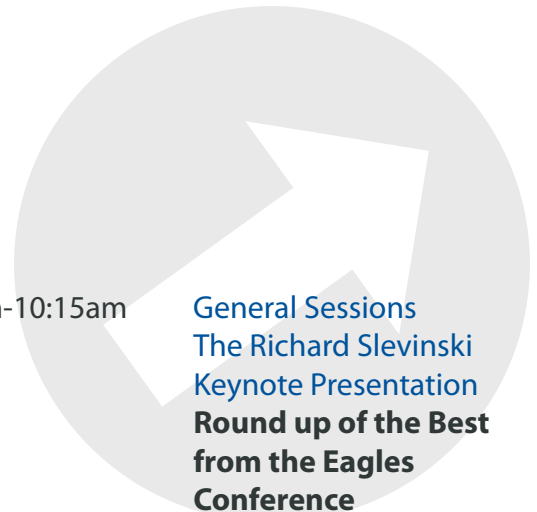 -10:15am General Sessions
The Richard Slevinski
Keynote Presentation
Round up of the Best
from the Eagles
Conference